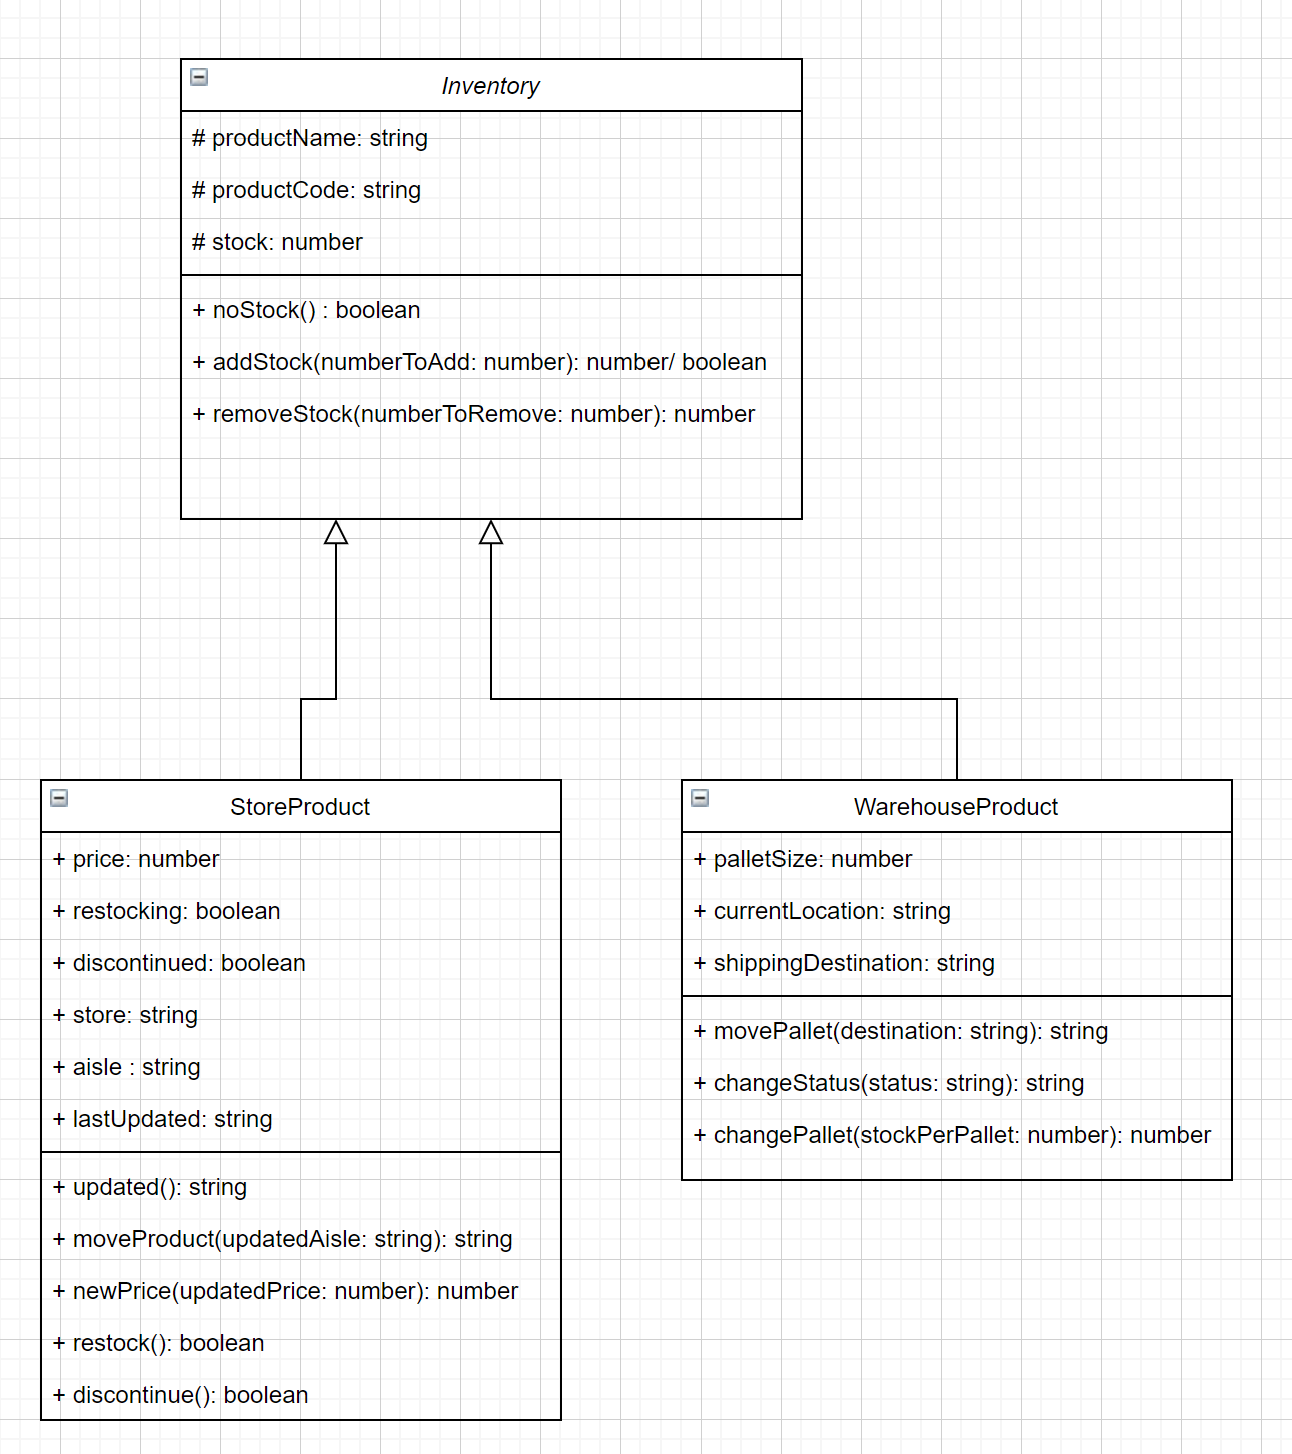 Inventory
# productName: string
# productCode: string
# stock: number
+ noStock() : boolean
+ addStock(numberToAdd: number): number/ boolean
+ removeStock(numberToRemove: number): number
StoreProduct
+ price: number
+ restocking: boolean
+ discontinued: boolean
+ store: string
+ aisle : string
+ lastUpdated: string
+ updated(): string
+ moveProduct(updatedAisle: string): string
+ newPrice(updatedPrice: number): number
+ restock(): boolean
+ discontinue(): boolean
WarehouseProduct
+ palletSize: number
+ currentLocation: string
+ shippingDestination: string
+ movePallet(destination: string): string
+ changeStatus(status: string): string
+ changePallet(stockPerPallet: number): number